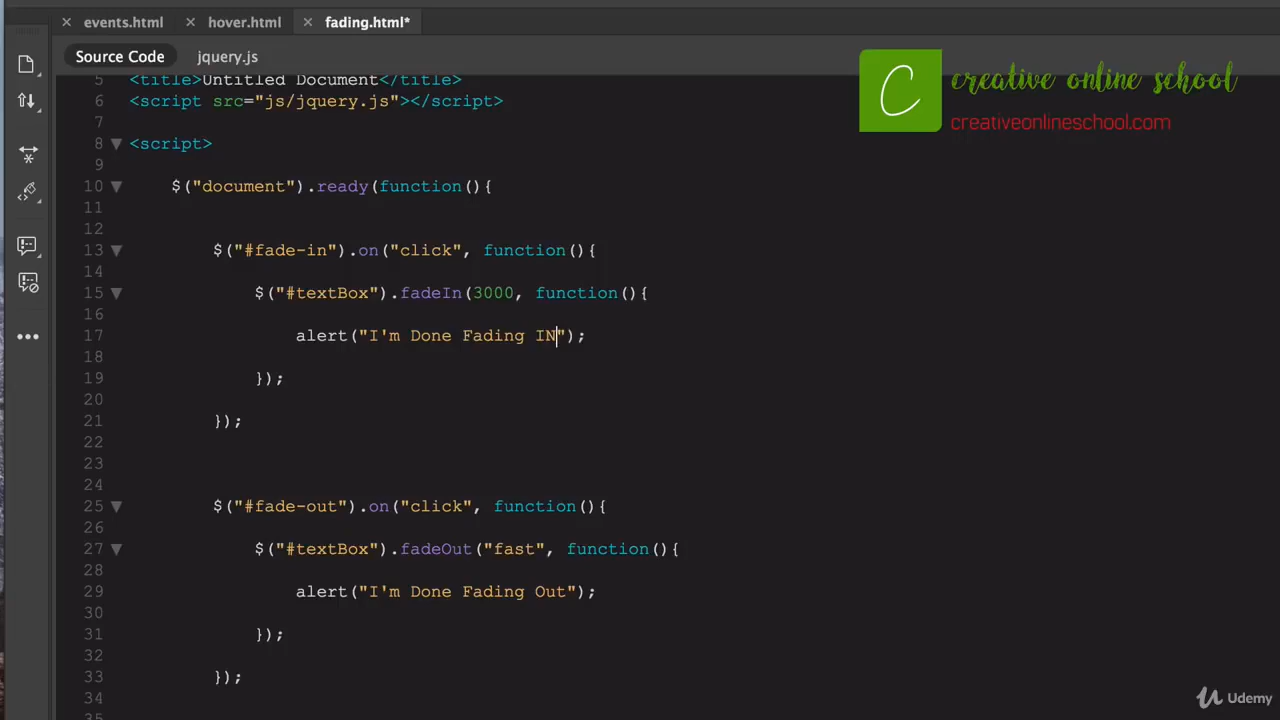 events.html hover.html fading.html*
Source Code jquery.js
creative online school
creativeonlineschool.com
5 <title>Untitled Document</title>
6 <script src="js/jquery.js"></script>
7
8 <script>
9
10 $("document").ready(function(){
11
12
13 $("#fade-in").on("click", function(){
14
15 $("#textBox").fadeIn(3000, function(){
16
17 alert("I'm Done Fading IN");
18
19 });
20
21 });
22
23
24
25 $("#fade-out").on("click", function(){
26
27 $("#textBox").fadeOut("fast", function(){
28
29 alert("I'm Done Fading Out");
30
31 });
32
33 });
34
Udemy